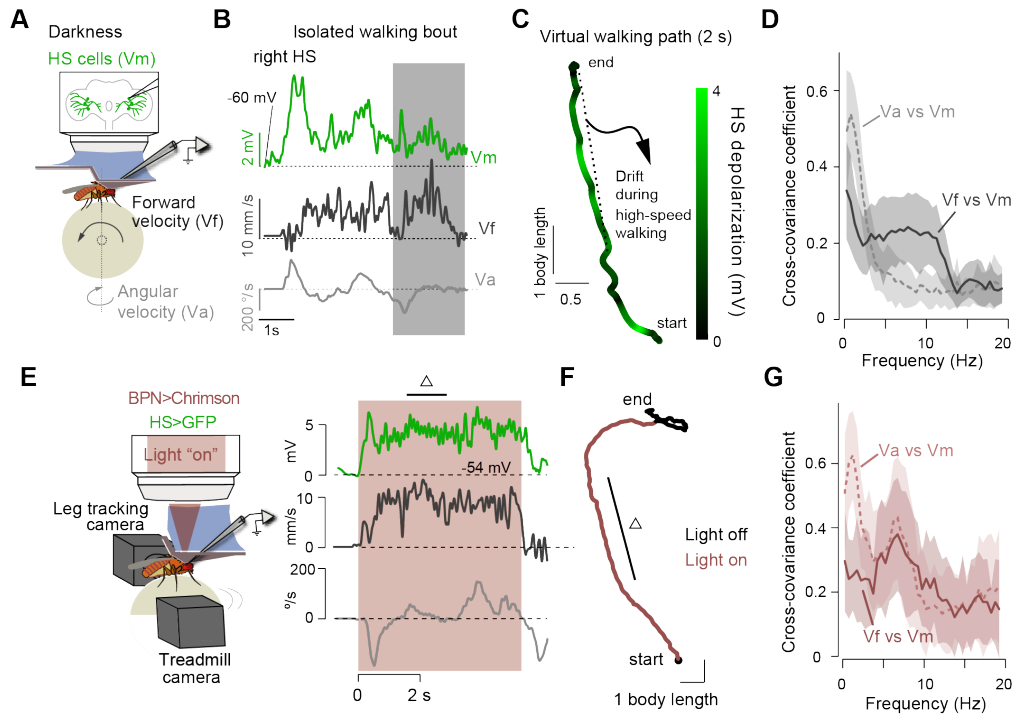 A
Darkness
HS cells (Vm)
Forward
velocity (Vf)
Angular
velocity (Va)
B
Isolated walking bout
right HS
-60 mV
2 mV
Vm
10 mm/s
Vf
200 º/s
Va
1s
C
Virtual walking path (2 s)
end
Drift
during
high-speed
walking
1 body length
0.5
start
4
HS depolarization (mV)
0
D
Cross-covariance coefficient
0.6
0.4
0.2
0
Va vs Vm
Vf vs Vm
0
10
20
Frequency (Hz)
E
BPN>Chrimson
HS>GFP
Light “on”
Leg tracking
camera
Treadmill
camera
△
5
mV
0
-54 mV
10
mm/s
0
200
º/s
0
0
2 s
F
end
△
Light off
Light on
start
1 body length
G
Cross-covariance coefficient
0.6
0.4
0.2
0
Va vs Vm
Vf vs Vm
0
10
20
Frequency (Hz)